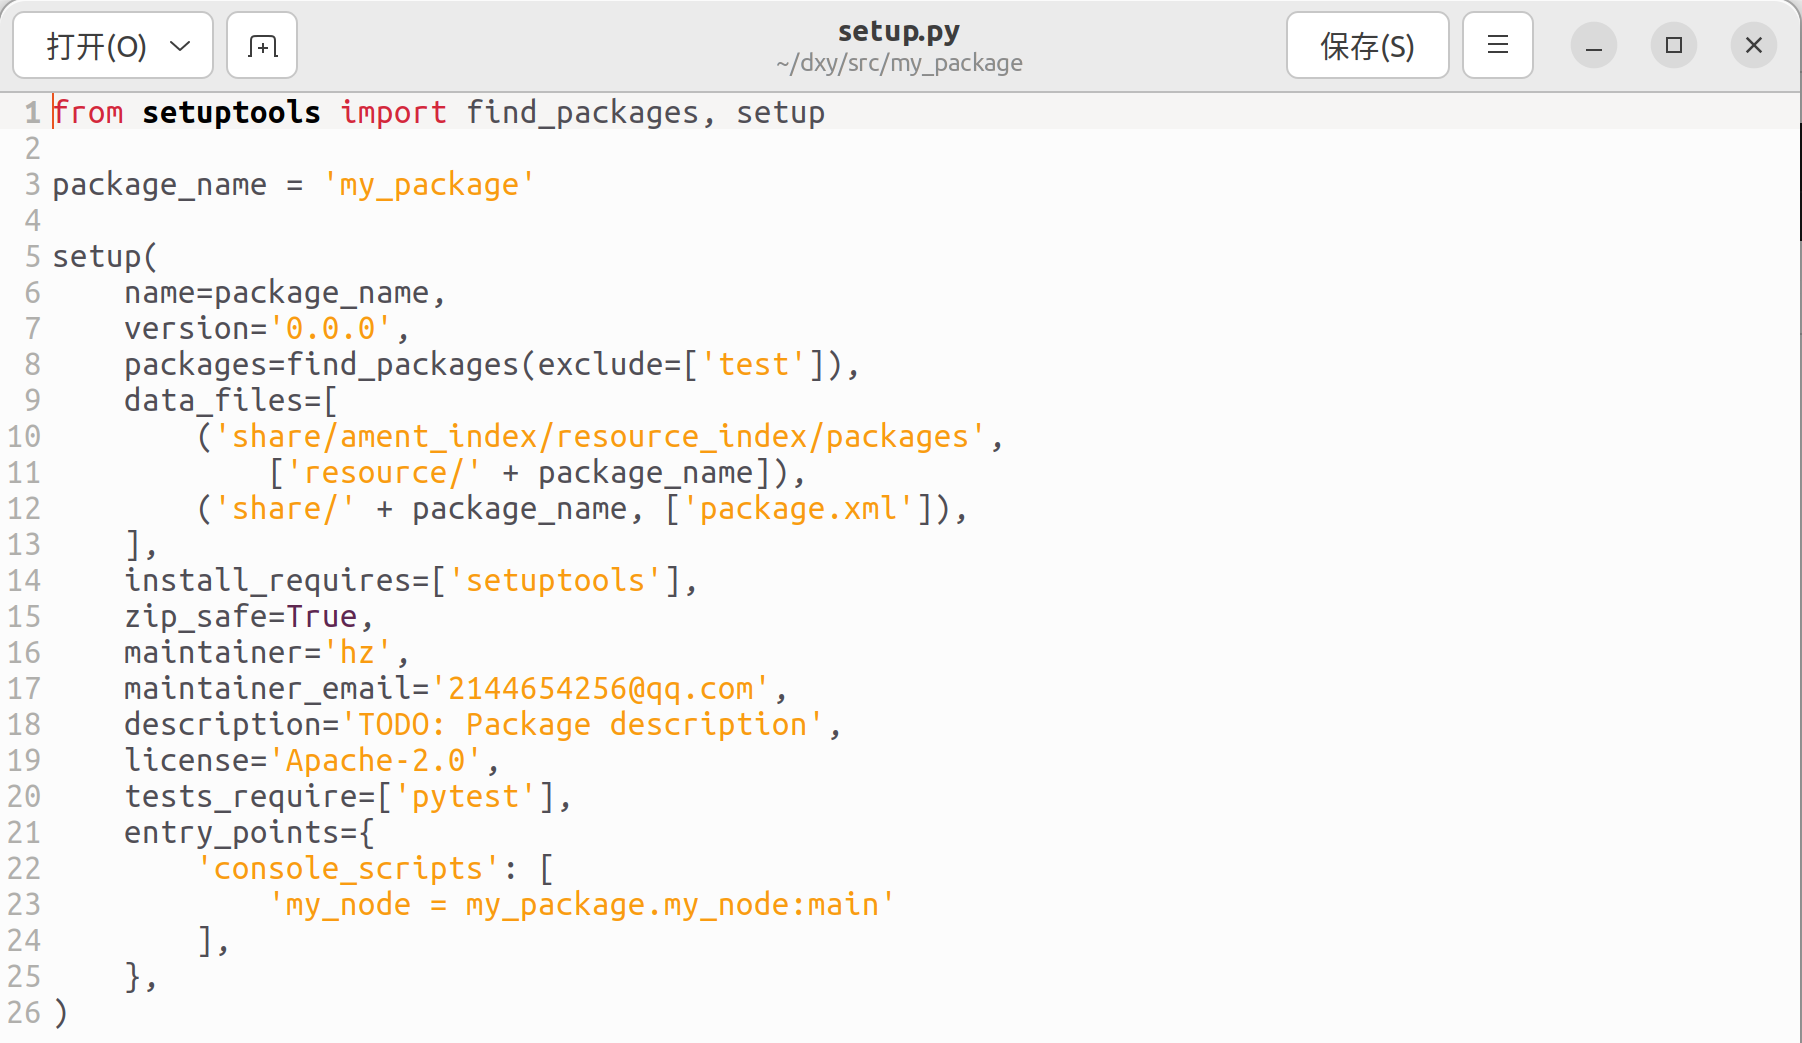 打开(O)
setup.py
~/dxy/src/my_package
保存(S)
1 from setuptools import find_packages, setup
2
3 package_name = 'my_package'
4
5 setup(
6     name=package_name,
7     version='0.0.0',
8     packages=find_packages(exclude=['test']),
9     data_files=[
10         ('share/ament_index/resource_index/packages',
11             ['resource/' + package_name]),
12         ('share/' + package_name, ['package.xml']),
13     ],
14     install_requires=['setuptools'],
15     zip_safe=True,
16     maintainer='hz',
17     maintainer_email='2144654256@qq.com',
18     description='TODO: Package description',
19     license='Apache-2.0',
20     tests_require=['pytest'],
21     entry_points={
22         'console_scripts': [
23             'my_node = my_package.my_node:main'
24         ],
25     },
26 )